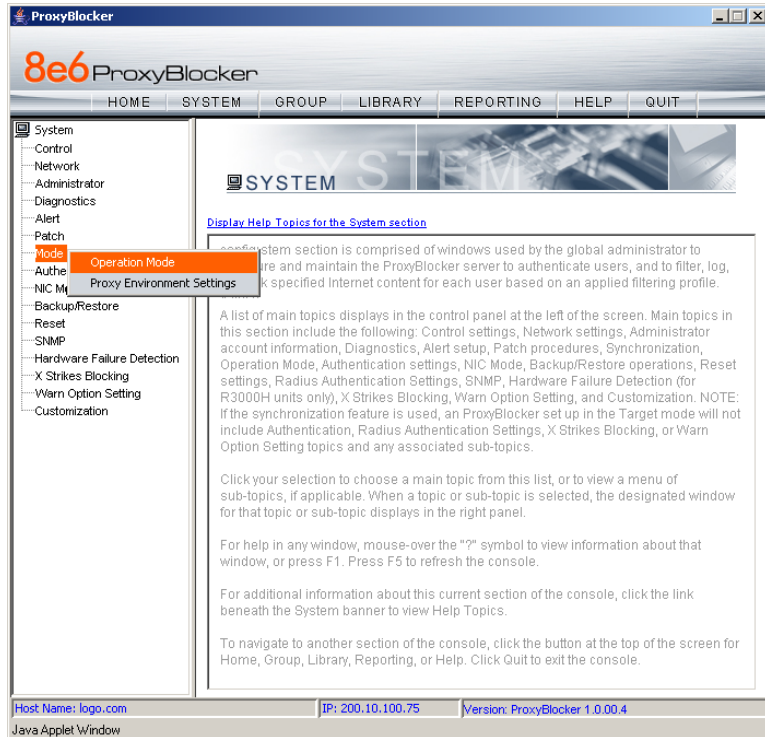 ProxyBlocker
8e6 ProxyBlocker
HOME SYSTEM GROUP LIBRARY REPORTING HELP QUIT
System
Control
Network
Administrator
Diagnostics
Alert
Patch
Mode
Operation Mode
Proxy Environment Settings
Authe
NIC M
Backup/Restore
Reset
SNMP
Hardware Failure Detection
X Strikes Blocking
Warn Option Setting
Customization
SYSTEM
SYSTEM
Display Help Topics for the System section
stem section is comprised of windows used by the global administrator to
ure and maintain the ProxyBlocker server to authenticate users, and to filter, log,
k specified Internet content for each user based on an applied filtering profile.
A list of main topics displays in the control panel at the left of the screen. Main topics in
this section include the following: Control settings, Network settings, Administrator
account information, Diagnostics, Alert setup, Patch procedures, Synchronization,
Operation Mode, Authentication settings, NIC Mode, Backup/Restore operations, Reset
settings, Radius Authentication Settings, SNMP, Hardware Failure Detection (for
R3000H units only), X Strikes Blocking, Warn Option Setting, and Customization. NOTE:
If the synchronization feature is used, an ProxyBlocker set up in the Target mode will not
include Authentication, Radius Authentication Settings, X Strikes Blocking, or Warn
Option Setting topics and any associated sub-topics.
Click your selection to choose a main topic from this list, or to view a menu of
sub-topics, if applicable. When a topic or sub-topic is selected, the designated window
for that topic or sub-topic displays in the right panel.
For help in any window, mouse-over the "?" symbol to view information about that
window, or press F1. Press F5 to refresh the console.
For additional information about this current section of the console, click the link
beneath the System banner to view Help Topics.
To navigate to another section of the console, click the button at the top of the screen for
Home, Group, Library, Reporting, or Help. Click Quit to exit the console.
Host Name: logo.com
IP: 200.10.100.75
Version: ProxyBlocker 1.0.00.4
Java Applet Window